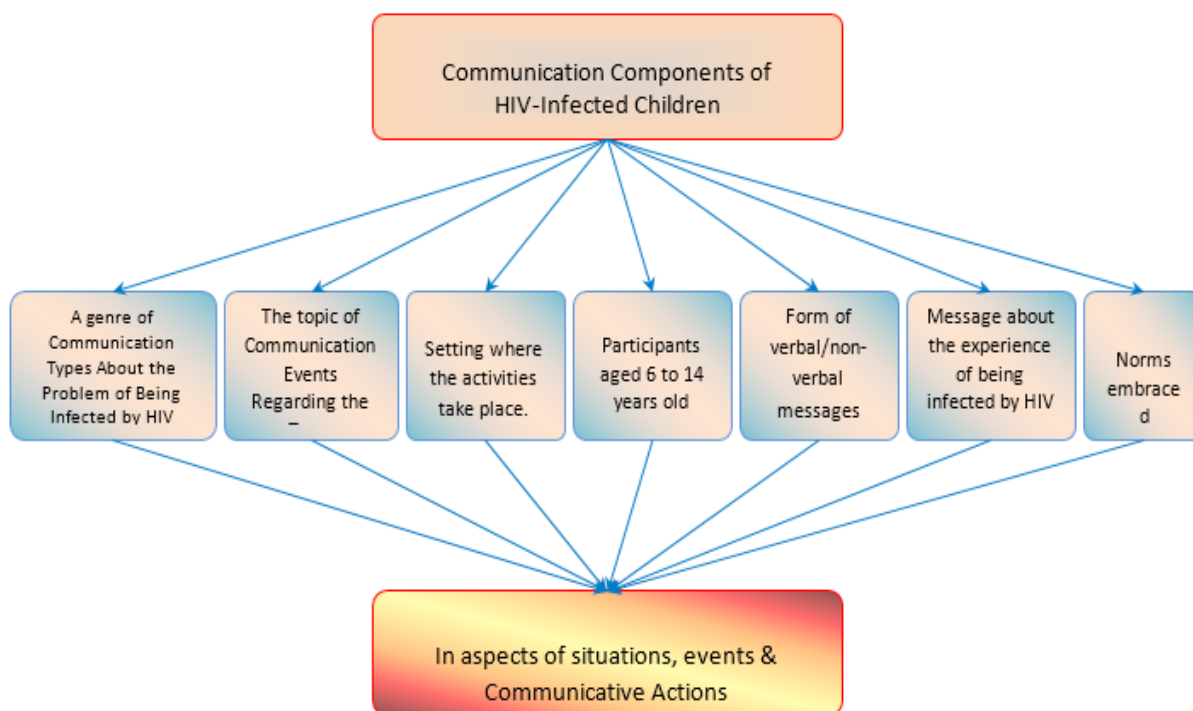 Communication Components of
HIV-Infected Children
A genre of
Communication
Types About the
Problem of Being
Infected by HIV
The topic of
Communication
Events
Regarding the
Setting where
the activities
take place.
Participants
aged 6 to 14
years old
Form of
verbal/non-
verbal
messages
Message about
the experience
of being
infected by HIV
Norms
embrace
d
In aspects of situations, events &
Communicative Actions